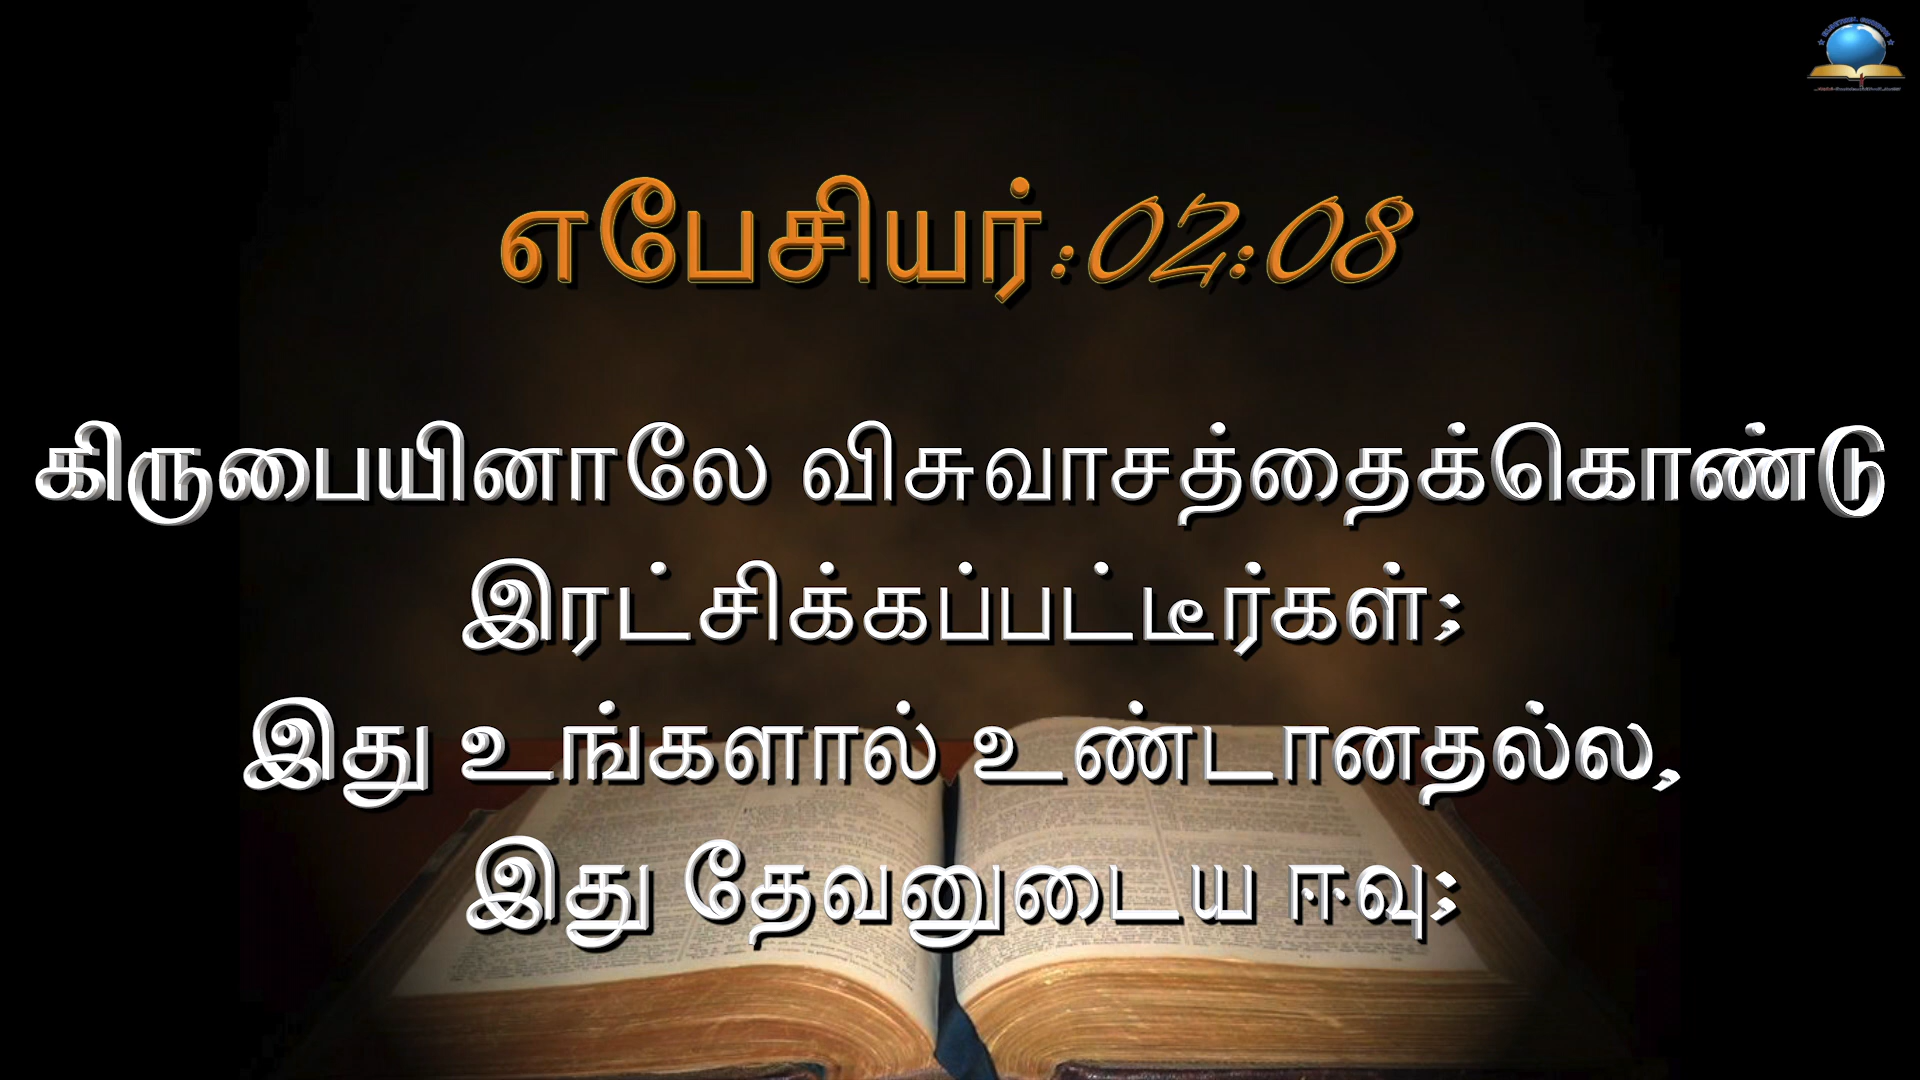 எபேசியர்:02:08
கிருபையினாலே விசுவாசத்தைக்கொண்டு
இரட்சிக்கப்பட்டீர்கள்;
இது உங்களால் உண்டானதல்ல,
இது தேவனுடைய ஈவு;